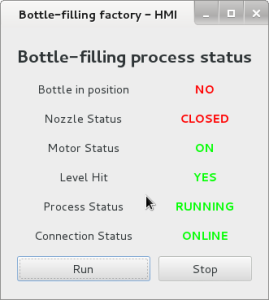 Bottle-filling factory - HMI
Bottle-filling process status
Bottle in position NO
Nozzle Status CLOSED
Motor Status ON
Level Hit YES
Process Status RUNNING
Connection Status ONLINE
Run Stop